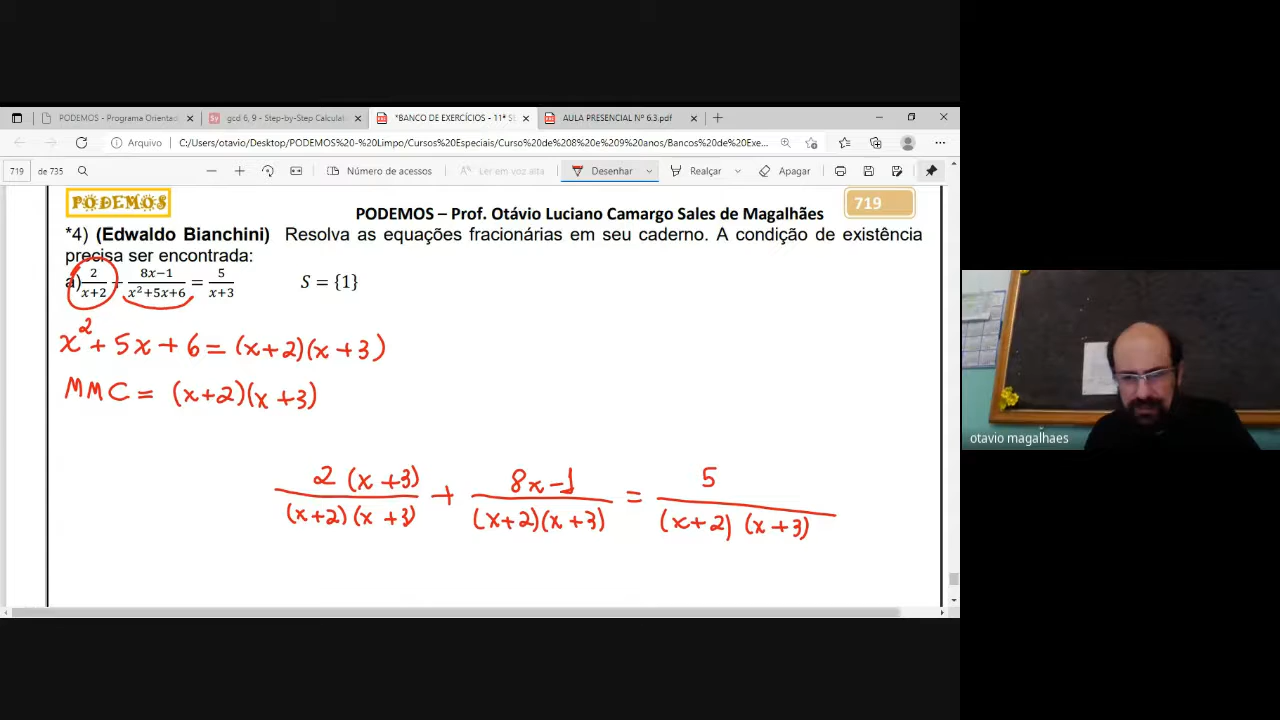 PODEMOS - Programa Orientad
gcd 6, 9 - Step-by-Step Calculat
*BANCO DE EXERCÍCIOS - 11ª S
AULA PRESENCIAL Nº 6.3.pdf
Arquivo
C:/Users/otavio/Desktop/PODEMOS%20-%20Limpo/Cursos%20Especiais/Curso%20de%208%20e%209%20anos/Bancos%20de%20Exe...
719 de 735
Número de acessos
Ler em voz alta
Desenhar
Realçar
Apagar
PODEMOS
PODEMOS – Prof. Otávio Luciano Camargo Sales de Magalhães
719
*4) (Edwaldo Bianchini) Resolva as equações fracionárias em seu caderno. A condição de existência
precisa ser encontrada:
a) 2/(x+2) + (8x−1)/(x²+5x+6) = 5/(x+3) S = {1}
x² + 5x + 6 = (x+2)(x+3)
MMC = (x+2)(x+3)
2(x+3)/(x+2)(x+3) + 8x-1/(x+2)(x+3) = 5/(x+2)(x+3)
otavio magalhaes